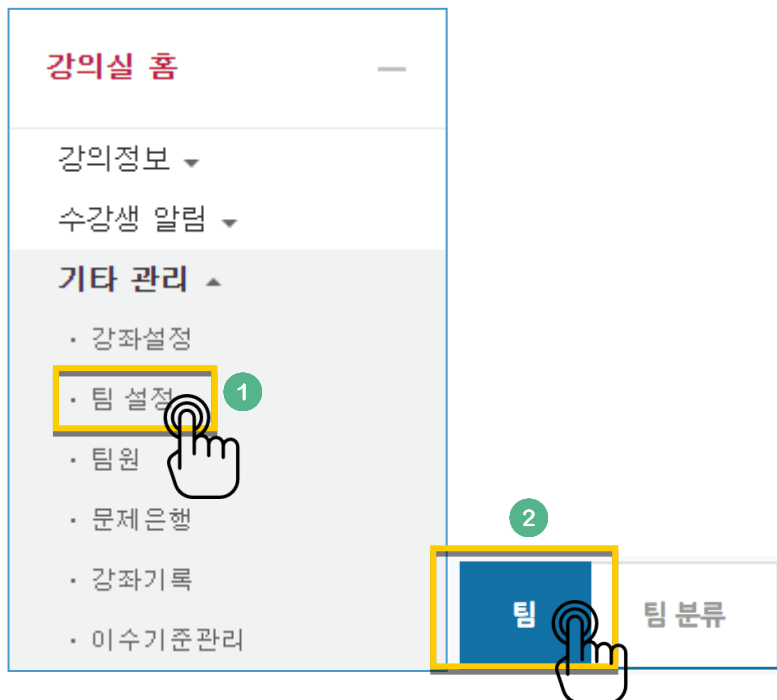 강의실 홈
강의정보
수강생 알림
기타 관리
· 강좌설정
· 팀 설정
1
· 팀원
· 문제은행
2
· 강좌기록
팀
팀 분류
· 이수기준관리